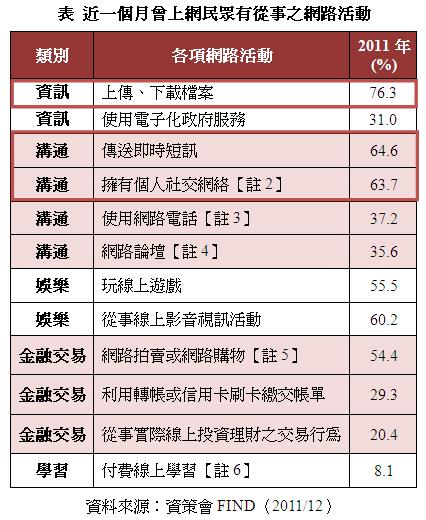 表 近一個月曾上網民眾有從事之網路活動
類別 各項網路活動 2011 年
(%)
資訊 上傳、下載檔案 76.3
資訊 使用電子化政府服務 31.0
溝通 傳送即時短訊 64.6
溝通 擁有個人社交網絡【註 2】 63.7
溝通 使用網路電話【註 3】 37.2
溝通 網路論壇【註 4】 35.6
娛樂 玩線上遊戲 55.5
娛樂 從事線上影音視訊活動 60.2
金融交易 網路拍賣或網路購物【註 5】 54.4
金融交易 利用轉帳或信用卡刷卡繳交帳單 29.3
金融交易 從事實際線上投資理財之交易行為 20.4
學習 付費線上學習【註 6】 8.1
資料來源：資策會 FIND（2011/12）